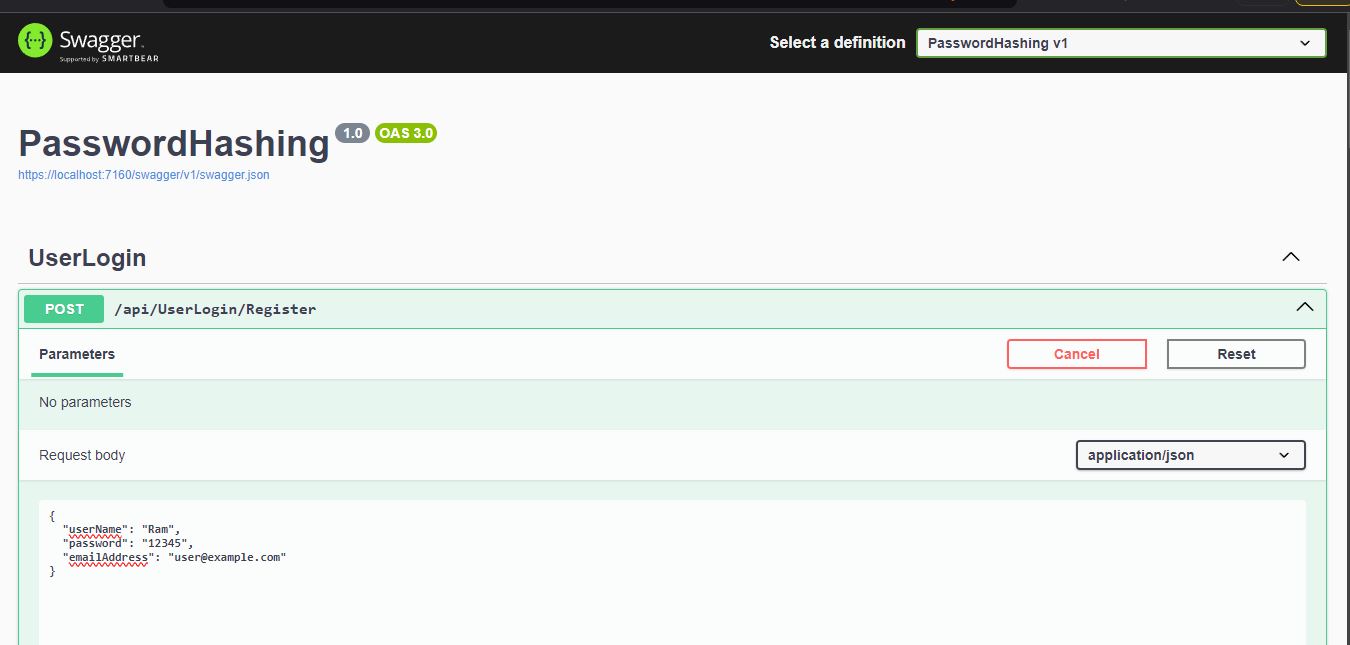 {··} Swagger
Supported by SMARTBEAR
Select a definition PasswordHashing v1
PasswordHashing 1.0 OAS 3.0
https://localhost:7160/swagger/v1/swagger.json
UserLogin
POST /api/UserLogin/Register
Parameters Cancel Reset
No parameters
Request body application/json
{
"userName": "Ram",
"password": "12345",
"emailAddress": "user@example.com"
}